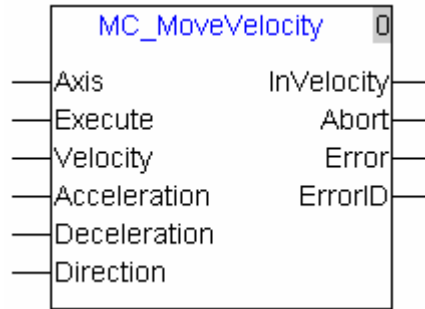 MC_MoveVelocity 0
Axis InVelocity
Execute Abort
Velocity Error
Acceleration ErrorID
Deceleration
Direction